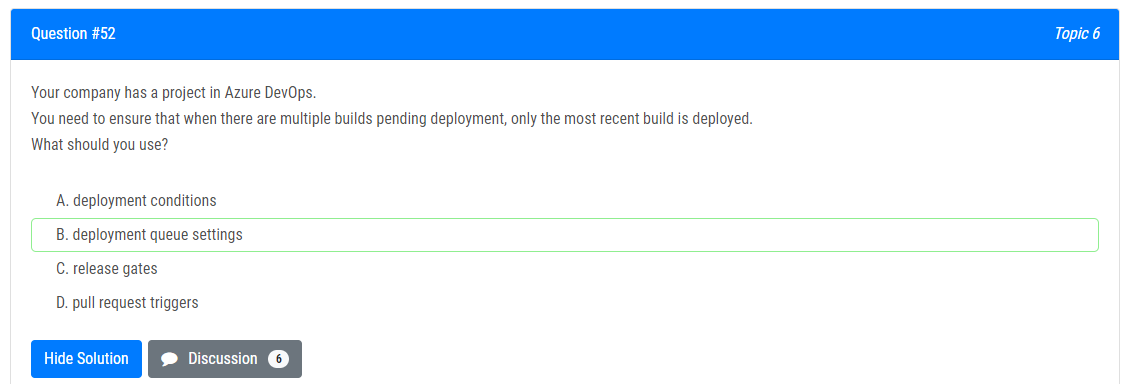 Question #52
Topic 6
Your company has a project in Azure DevOps.
You need to ensure that when there are multiple builds pending deployment, only the most recent build is deployed.
What should you use?
A. deployment conditions
B. deployment queue settings
C. release gates
D. pull request triggers
Hide Solution
Discussion 6